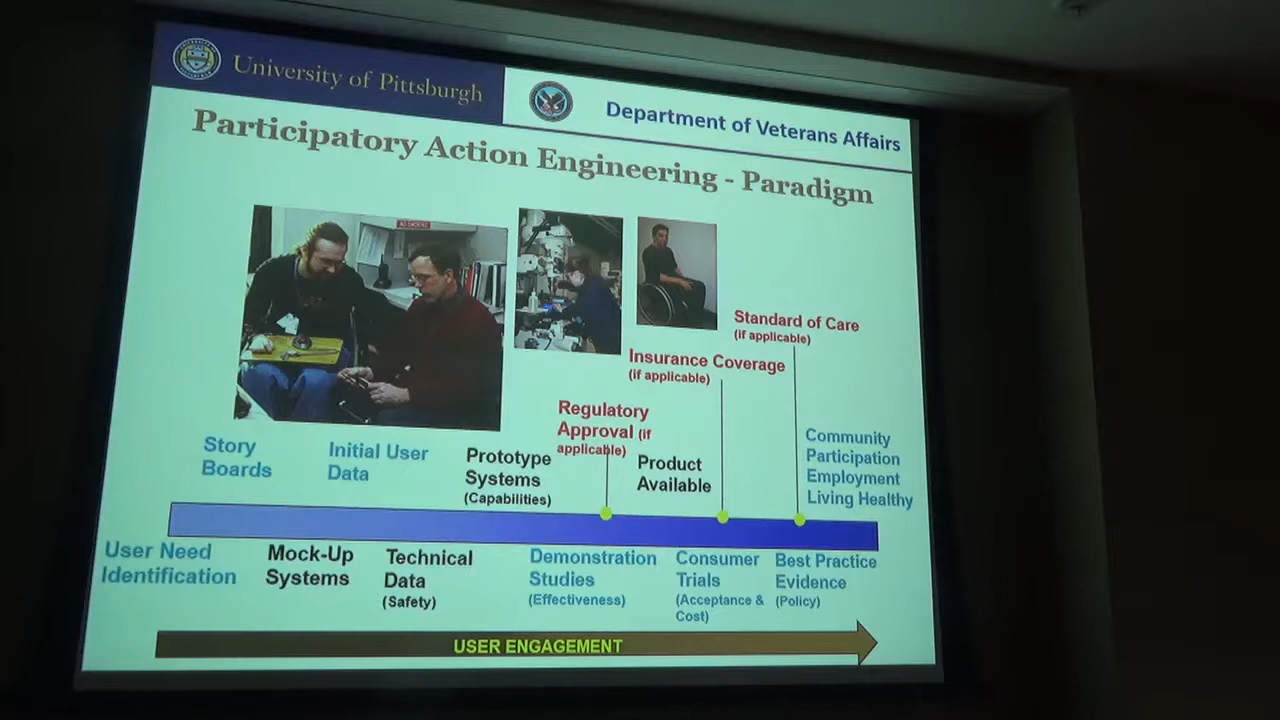 University of Pittsburgh
Department of Veterans Affairs
Participatory Action Engineering - Paradigm
NO SMOKING
Standard of Care
(if applicable)
Insurance Coverage
(if applicable)
Regulatory
Approval (if
applicable)
Story
Boards
Initial User
Data
Prototype
Systems
(Capabilities)
Product
Available
Community
Participation
Employment
Living Healthy
User Need
Identification
Mock-Up
Systems
Technical
Data
(Safety)
Demonstration
Studies
(Effectiveness)
Consumer
Trials
(Acceptance &
Cost)
Best Practice
Evidence
(Policy)
USER ENGAGEMENT